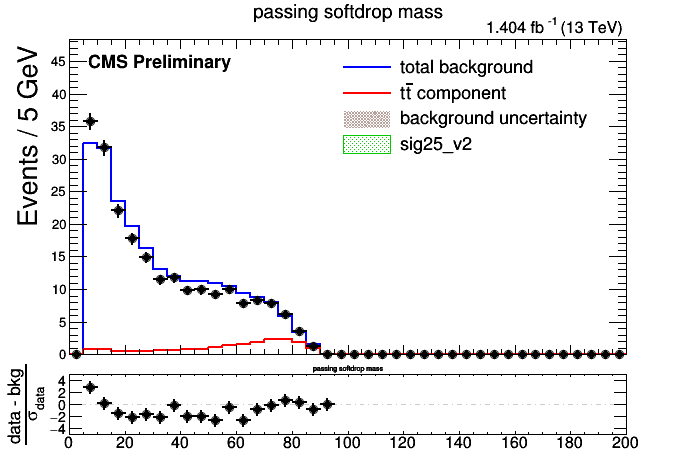 passing softdrop mass
1.404 fb⁻¹ (13 TeV)
CMS Preliminary
total background
tt̄ component
background uncertainty
sig25_v2
Events / 5 GeV
45
40
35
30
25
20
15
10
5
0
passing softdrop mass
data - bkg
σdata
4
2
0
−2
−4
0 20 40 60 80 100 120 140 160 180 200